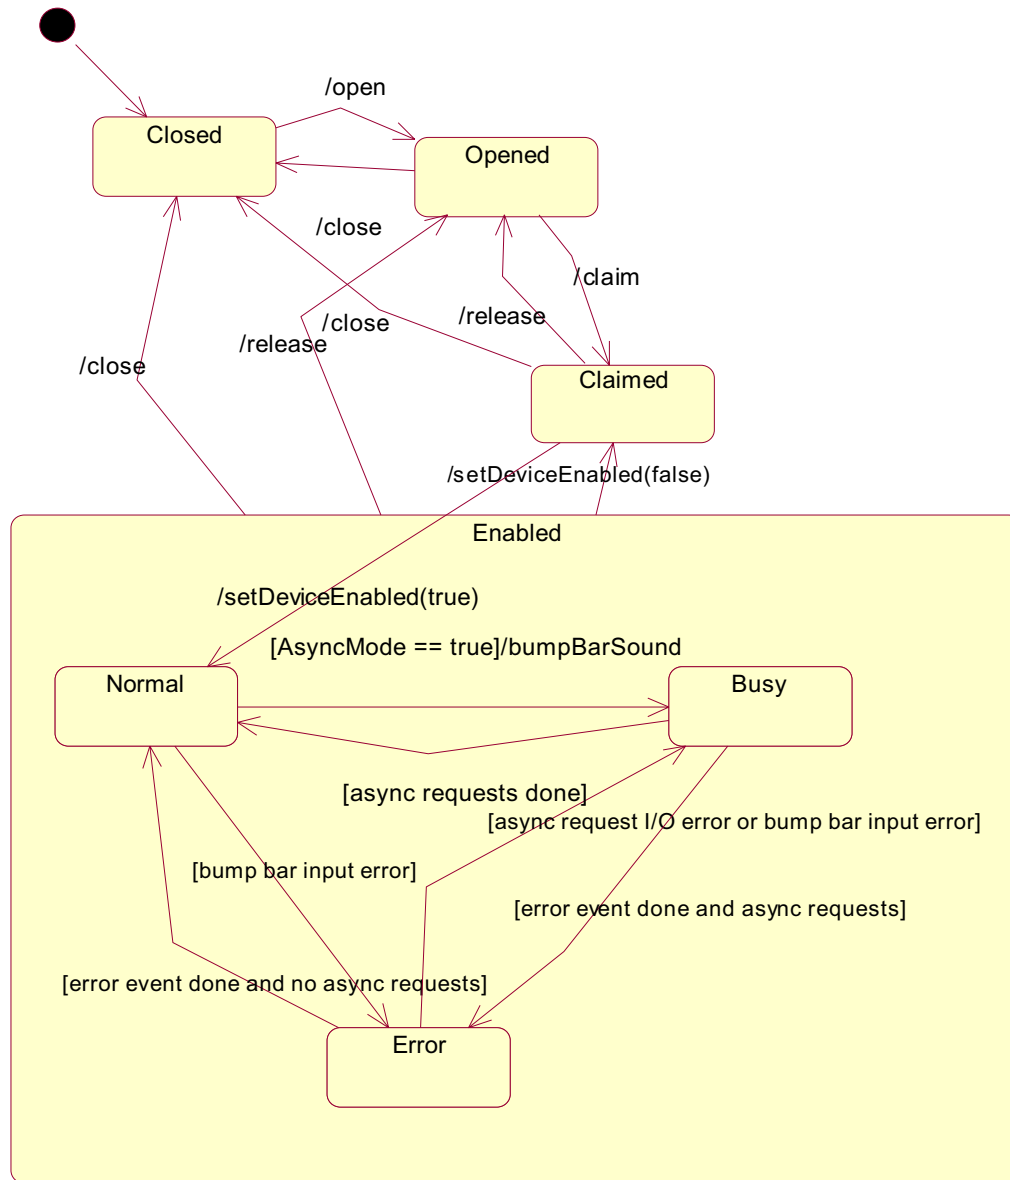 /open
Closed
Opened
/close
/claim
/release
/close
/release
/close
Claimed
/setDeviceEnabled(false)
Enabled
/setDeviceEnabled(true)
[AsyncMode == true]/bumpBarSound
Normal
Busy
[async requests done]
[async request I/O error or bump bar input error]
[bump bar input error]
[error event done and async requests]
[error event done and no async requests]
Error